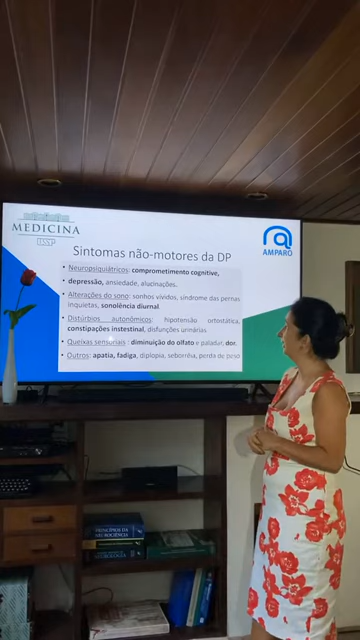 MEDICINA
USP
AMPARO
Sintomas não-motores da DP
• Neuropsiquiátricos: comprometimento cognitivo,
• depressão, ansiedade, alucinações.
• Alterações do sono: sonhos vívidos, síndrome das pernas
inquietas, sonolência diurna.
• Distúrbios autonômicos: hipotensão ortostática,
constipações intestinal, disfunções urinárias.
• Queixas sensoriais : diminuição do olfato e paladar, dor.
• Outros: apatia, fadiga, diplopia, seborréia, perda de peso
PRINCÍPIOS DA
NEUROCIÊNCIA